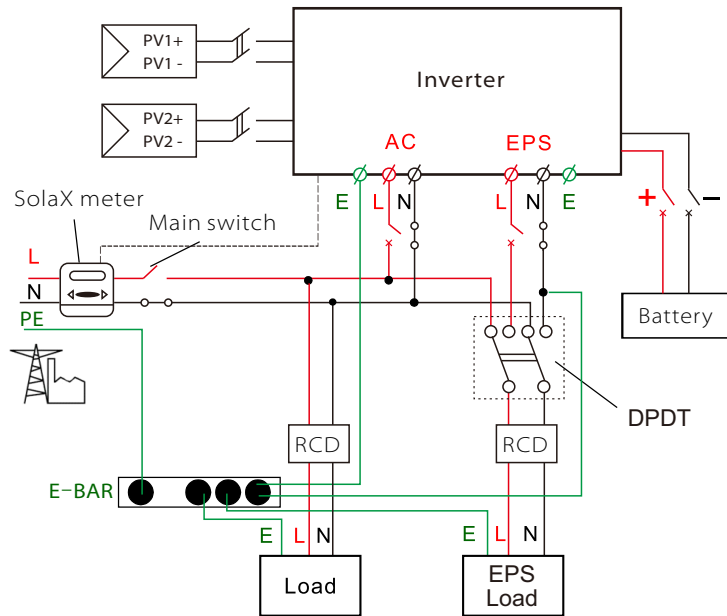 PV1+
PV1 -
PV2+
PV2 -
Inverter
AC
EPS
E
L
N
L
N
E
SolaX meter
Main switch
+
−
L
N
PE
Battery
DPDT
RCD
RCD
E-BAR
E
L
N
E
L
N
Load
EPS
Load